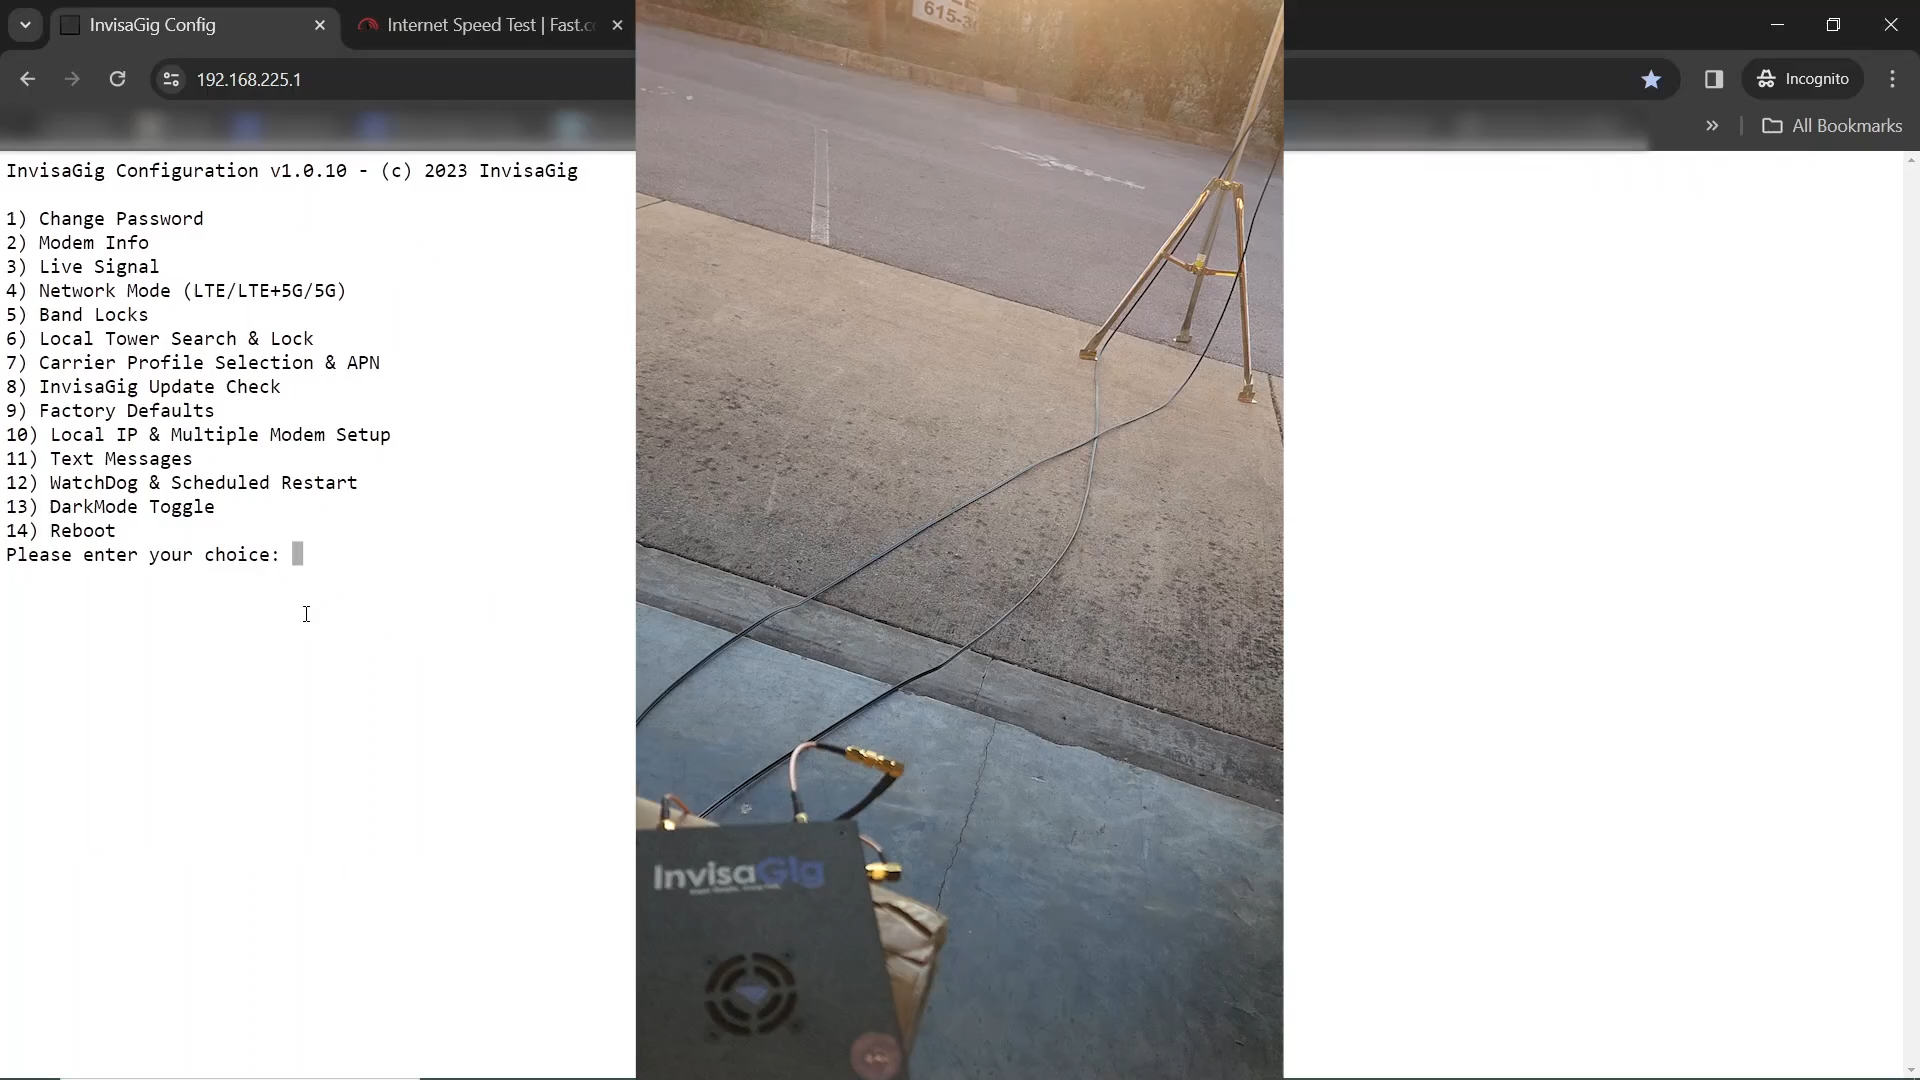 InvisaGig Config
Internet Speed Test | Fast.c
192.168.225.1
Incognito
All Bookmarks
InvisaGig Configuration v1.0.10 - (c) 2023 InvisaGig
1) Change Password
2) Modem Info
3) Live Signal
4) Network Mode (LTE/LTE+5G/5G)
5) Band Locks
6) Local Tower Search & Lock
7) Carrier Profile Selection & APN
8) InvisaGig Update Check
9) Factory Defaults
10) Local IP & Multiple Modem Setup
11) Text Messages
12) WatchDog & Scheduled Restart
13) DarkMode Toggle
14) Reboot
Please enter your choice:
615-3
InvisaGig